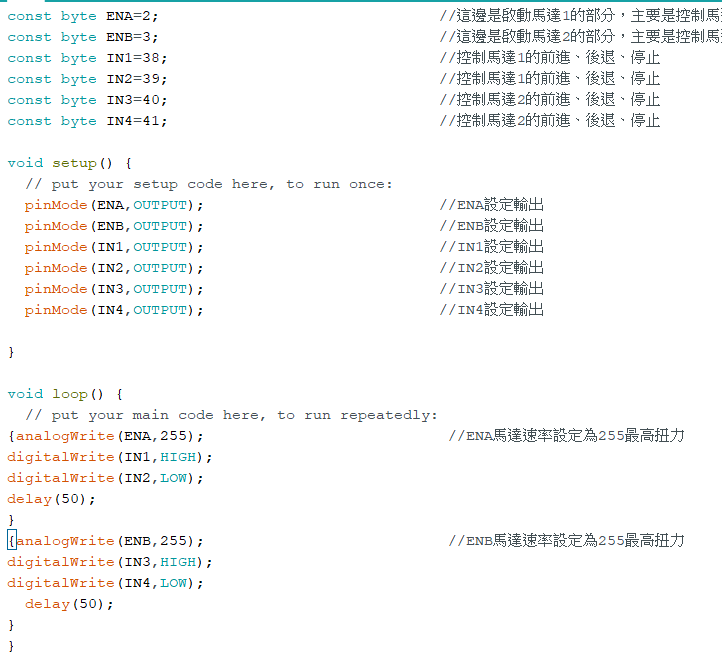 const byte ENA=2; //這邊是啟動馬達1的部分，主要是控制馬
const byte ENB=3; //這邊是啟動馬達2的部分，主要是控制馬
const byte IN1=38; //控制馬達1的前進、後退、停止
const byte IN2=39; //控制馬達1的前進、後退、停止
const byte IN3=40; //控制馬達2的前進、後退、停止
const byte IN4=41; //控制馬達2的前進、後退、停止
void setup() {
// put your setup code here, to run once:
pinMode(ENA,OUTPUT); //ENA設定輸出
pinMode(ENB,OUTPUT); //ENB設定輸出
pinMode(IN1,OUTPUT); //IN1設定輸出
pinMode(IN2,OUTPUT); //IN2設定輸出
pinMode(IN3,OUTPUT); //IN3設定輸出
pinMode(IN4,OUTPUT); //IN4設定輸出
}
void loop() {
// put your main code here, to run repeatedly:
{analogWrite(ENA,255); //ENA馬達速率設定為255最高扭力
digitalWrite(IN1,HIGH);
digitalWrite(IN2,LOW);
delay(50);
}
{analogWrite(ENB,255); //ENB馬達速率設定為255最高扭力
digitalWrite(IN3,HIGH);
digitalWrite(IN4,LOW);
delay(50);
}
}